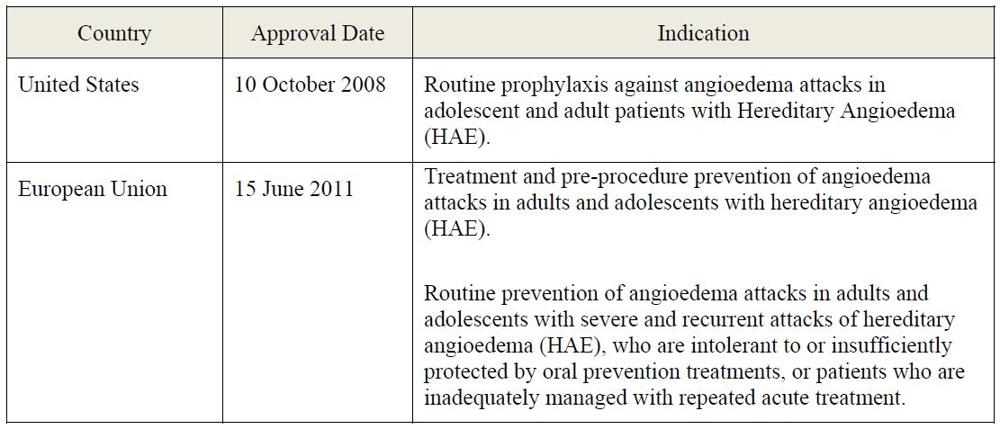 Country
Approval Date
Indication
United States
10 October 2008
Routine prophylaxis against angioedema attacks in
adolescent and adult patients with Hereditary Angioedema
(HAE).
European Union
15 June 2011
Treatment and pre-procedure prevention of angioedema
attacks in adults and adolescents with hereditary angioedema
(HAE).
Routine prevention of angioedema attacks in adults and
adolescents with severe and recurrent attacks of hereditary
angioedema (HAE), who are intolerant to or insufficiently
protected by oral prevention treatments, or patients who are
inadequately managed with repeated acute treatment.